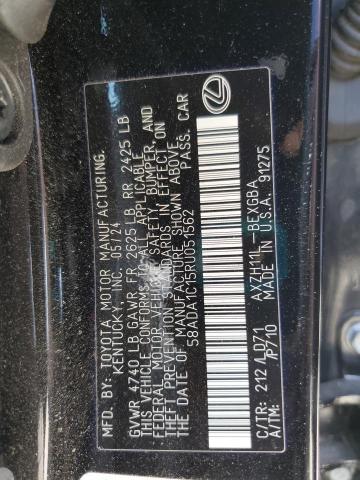 MFD. BY: TOYOTA MOTOR MANUFACTURING.
KENTUCKY, INC. 05/24
GVWR 4740 LB GAWR FR 2625 LB RR 2425 LB
THIS VEHICLE CONFORMS TO ALL APPLICABLE
FEDERAL MOTOR VEHICLE SAFETY, BUMPER, AND
THEFT PREVENTION STANDARDS IN EFFECT ON
THE DATE OF MANUFACTURE SHOWN ABOVE.
58ADA1C15RU051562 PASS. CAR
C/TR: 212 /LDZ1 AXZH11L -BEXGBA
A/TM: /P710 MADE IN U.S.A. 91275